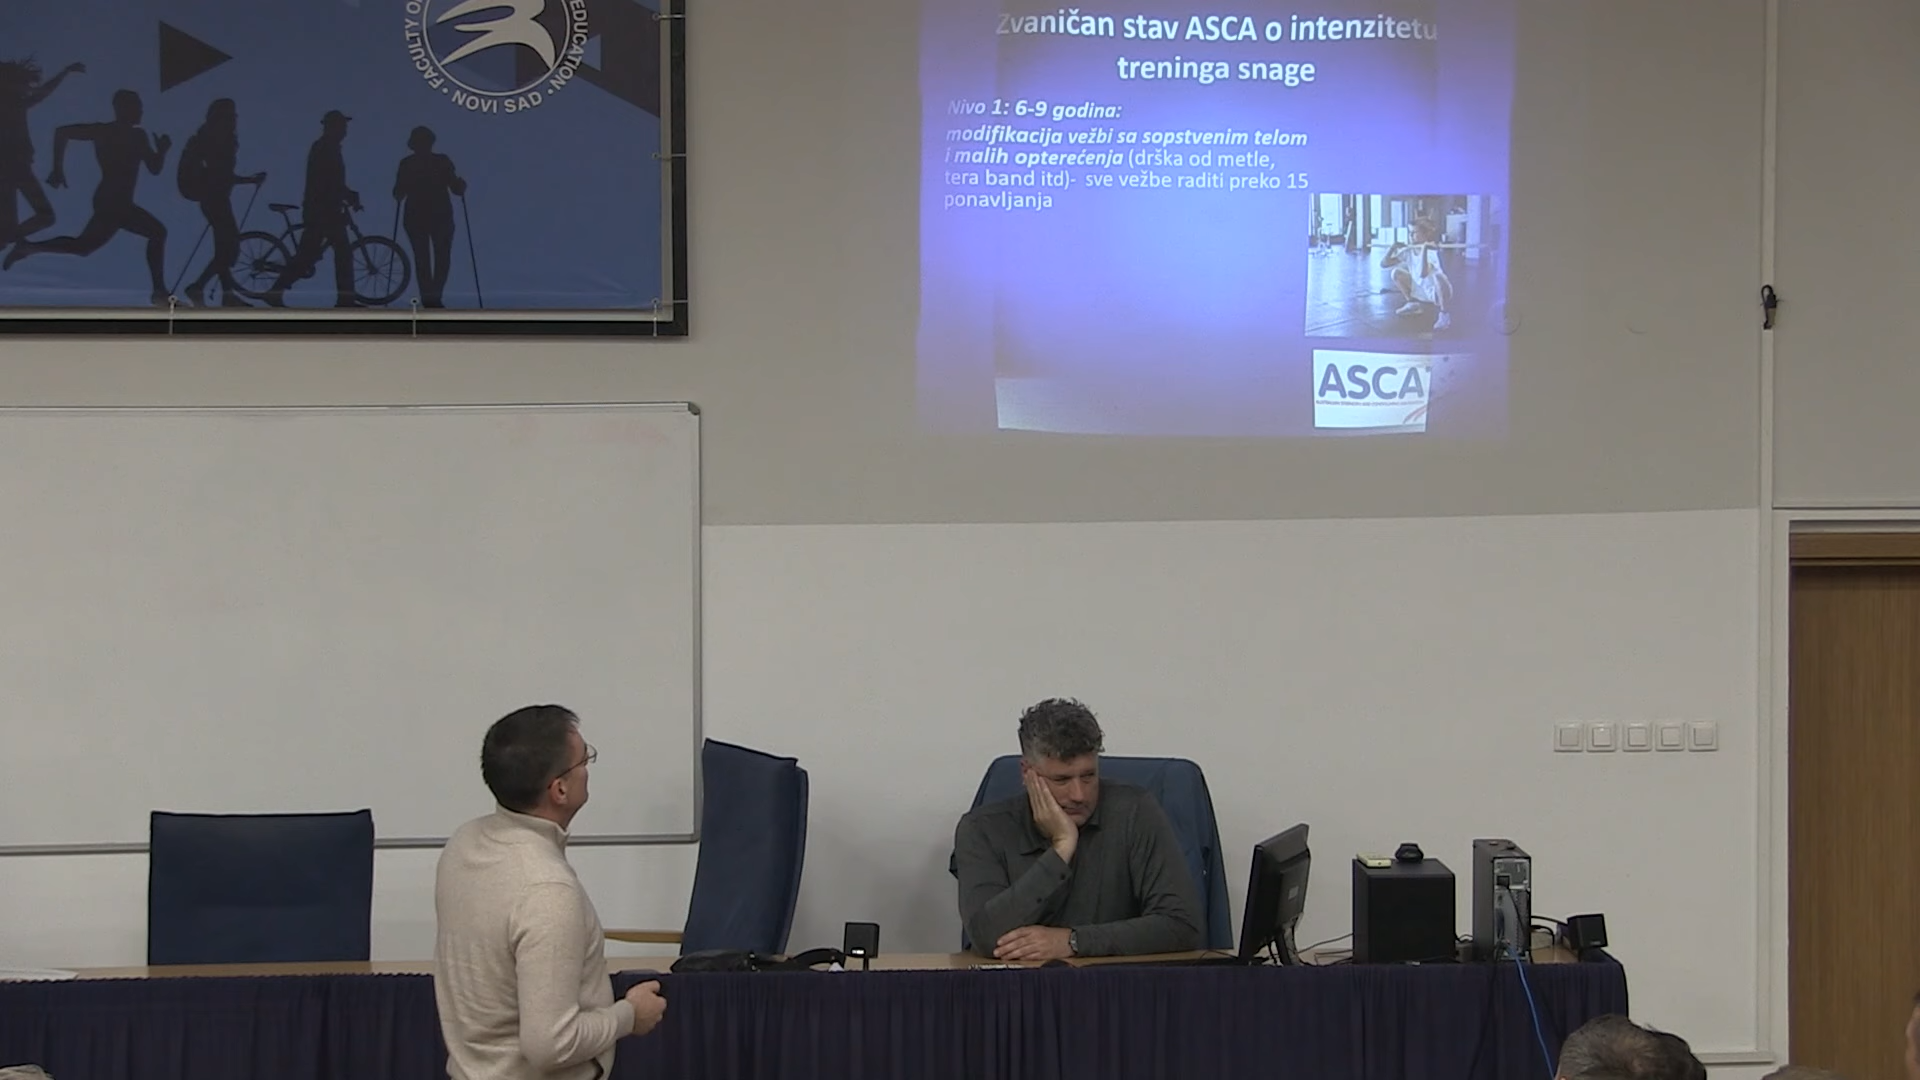 FACULTY O
EDUCATION
• NOVI SAD •
Zvaničan stav ASCA o intenzitetu
treninga snage
Nivo 1: 6-9 godina:
modifikacija vežbi sa sopstvenim telom
i malih opterećenja (drška od metle,
tera band itd)- sve vežbe raditi preko 15
ponavljanja
ASCA